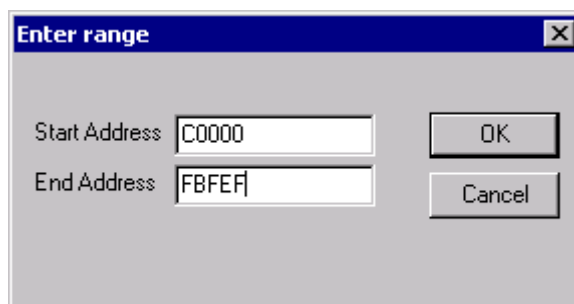 Enter range
Start Address C0000 OK
End Address FBFEF Cancel